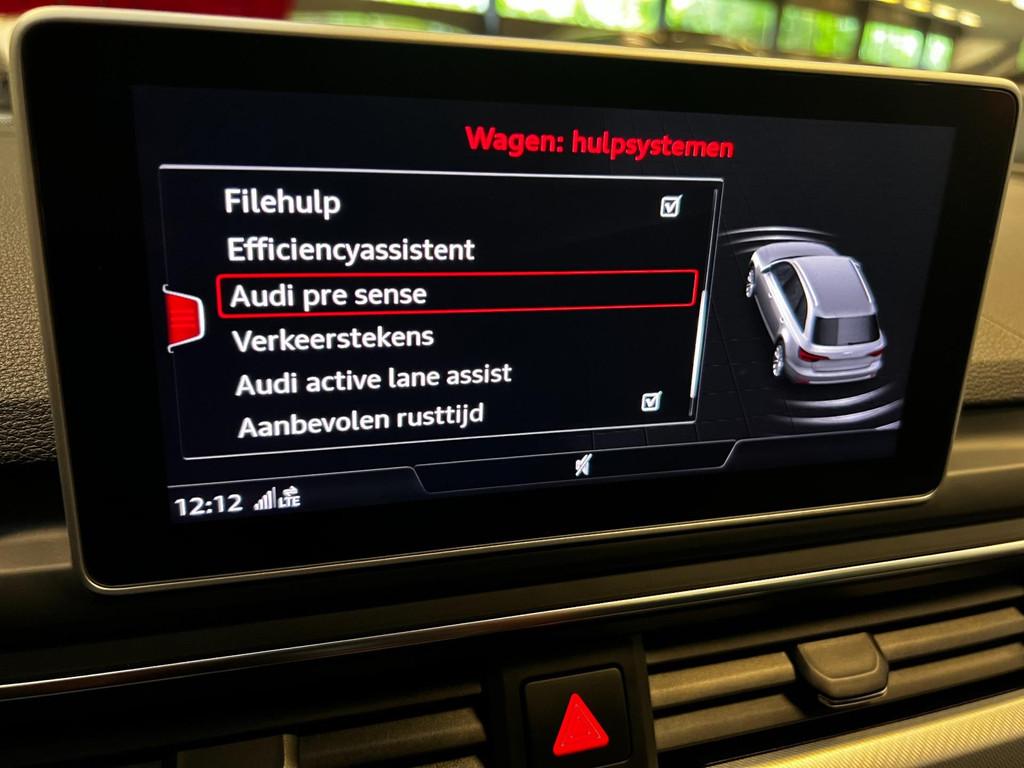 Wagen: hulpsystemen
Filehulp
Efficiencyassistent
Audi pre sense
Verkeerstekens
Audi active lane assist
Aanbevolen rusttijd
12:12 LTE